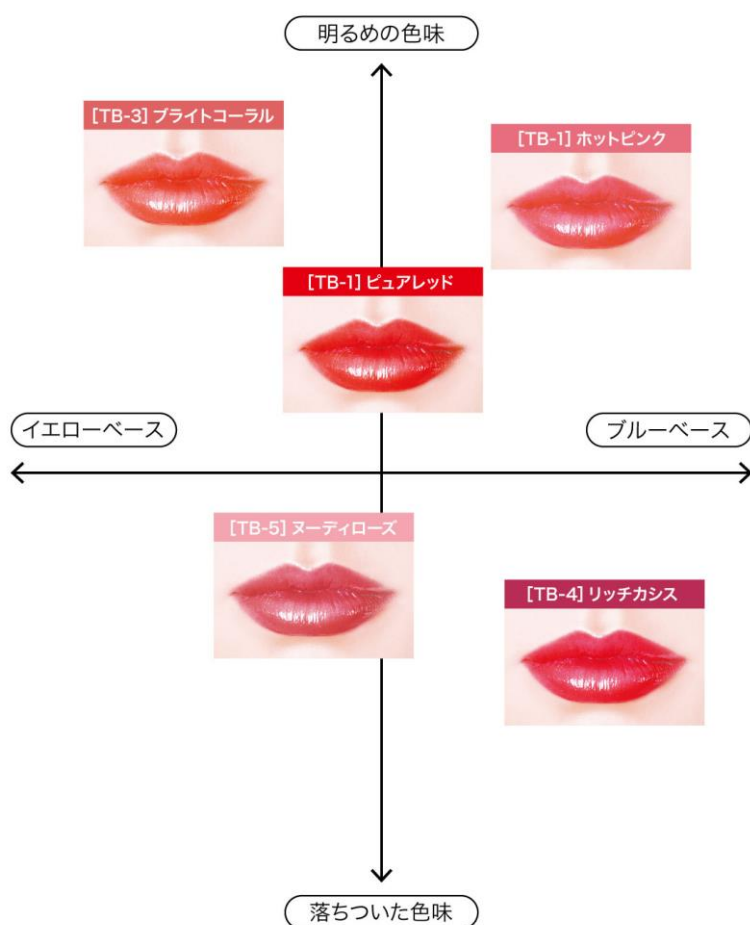 明るめの色味
[TB-3] ブライトコーラル
[TB-1] ホットピンク
[TB-1] ピュアレッド
イエローベース
ブルーベース
[TB-5] ヌーディローズ
[TB-4] リッチカシス
落ちついた色味